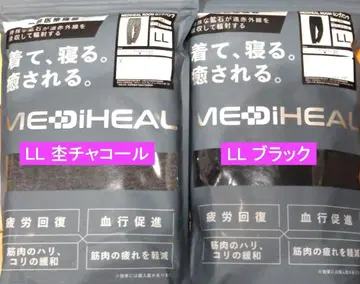 着て、寝る。
癒される。
MEDiHEAL
LL 杢チャコール
疲労回復
血行促進
筋肉のハリ、
コリの緩和
筋肉の疲れを軽減
LL
着て、寝る。
癒される。
MEDiHEAL
LL ブラック
疲労回復
血行促進
筋肉のハリ、
コリの緩和
筋肉の疲れを軽減